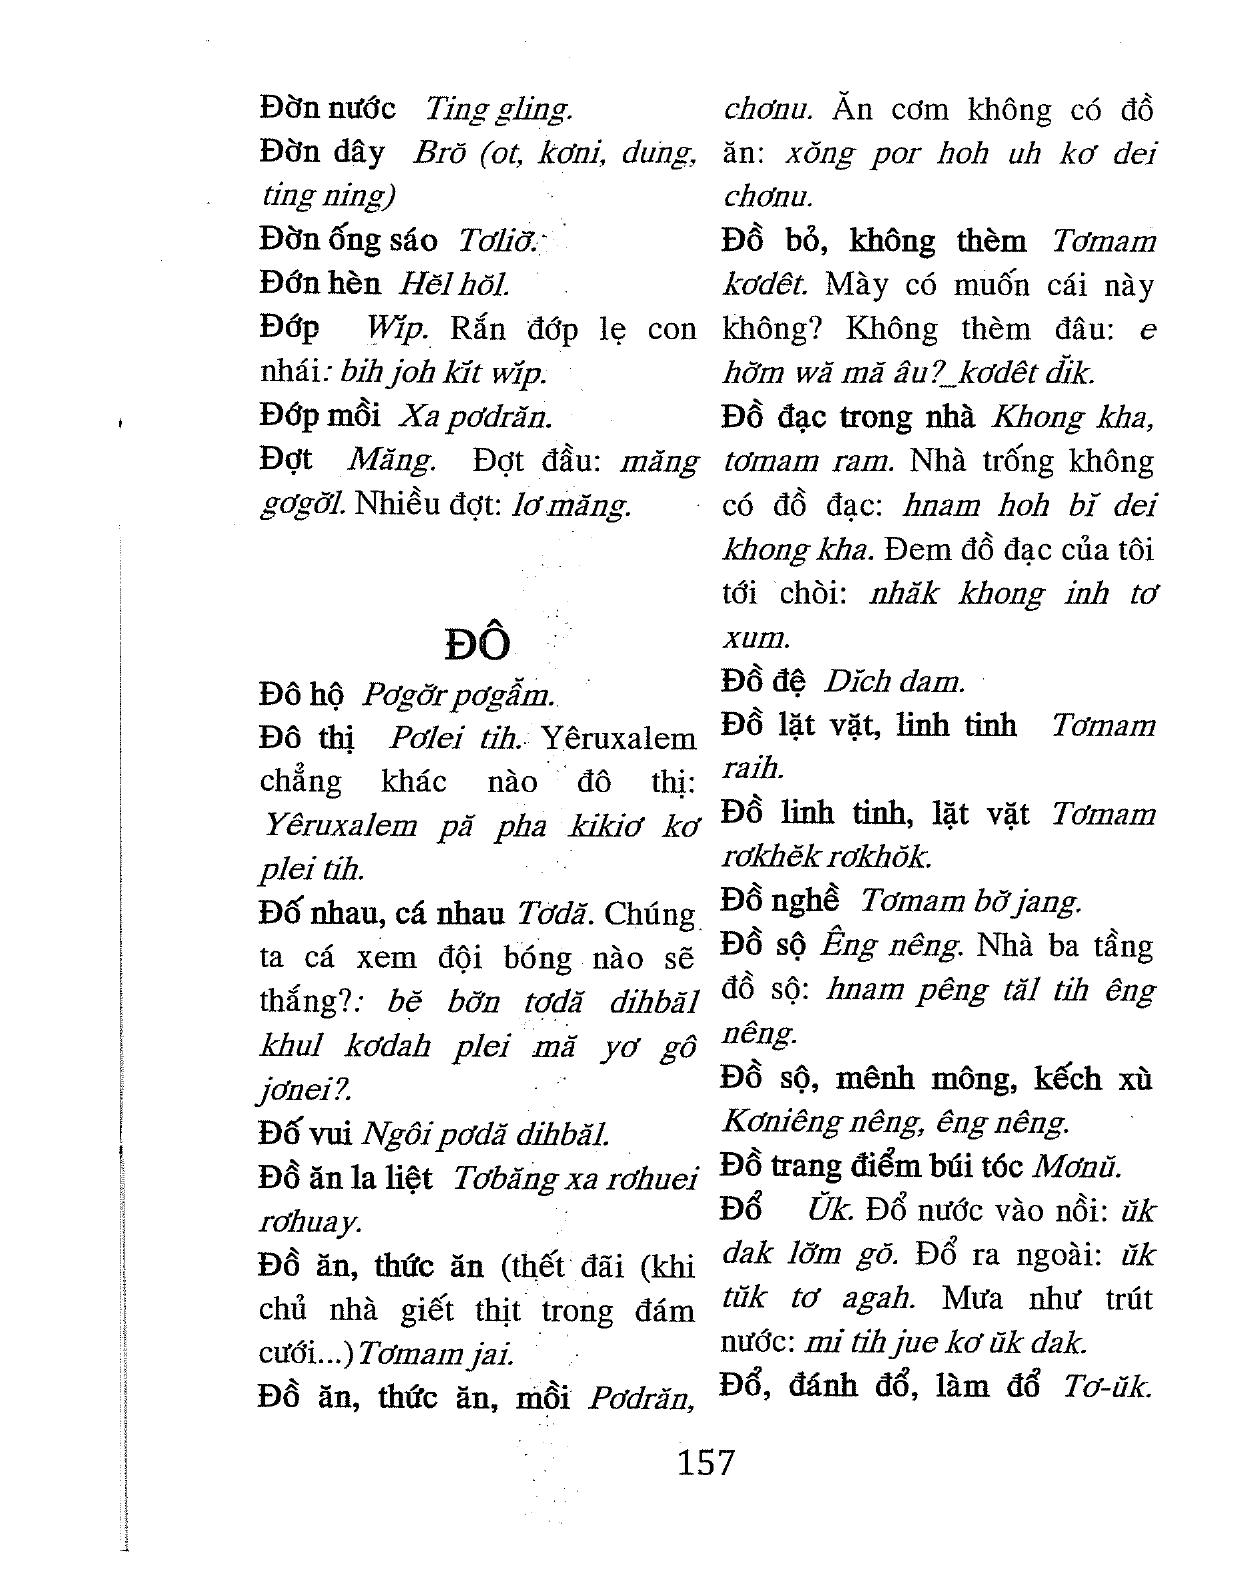 Đờn nước Ting gling.
Đờn dây Brŏ (ot, kơni, dung,
ting ning)
Đờn ống sáo Tơliơ̆.
Đớn hèn Hĕl hŏl.
Đớp Wĭp. Rắn đớp lẹ con
nhái: bih joh kĭt wĭp.
Đớp mồi Xa pơdrăn.
Đợt Măng. Đợt đầu: măng
gơgơ̆l. Nhiều đợt: lơ măng.
ĐÔ
Đô hộ Pơgơ̆r pơgẵm.
Đô thị Pơlei tih. Yêruxalem
chẳng khác nào đô thị:
Yêruxalem pă pha kikiơ kơ
plei tih.
Đố nhau, cá nhau Tơdă. Chúng
ta cá xem đội bóng nào sẽ
thắng?: bĕ bơ̆n tơdă dihbăl
khul kơdah plei mă yơ gô
jơnei?.
Đố vui Ngôi pơdă dihbăl.
Đồ ăn la liệt Tơbăng xa rơhuei
rơhuay.
Đồ ăn, thức ăn (thết đãi (khi
chủ nhà giết thịt trong đám
cưới...) Tơmam jai.
Đồ ăn, thức ăn, mồi Pơdrăn,
chơnu. Ăn cơm không có đồ
ăn: xŏng por hoh uh kơ dei
chơnu.
Đồ bỏ, không thèm Tơmam
kơdêt. Mày có muốn cái này
không? Không thèm đâu: e
hơ̆m wă mă âu?_kơdêt d̆ĭk.
Đồ đạc trong nhà Khong kha,
tơmam ram. Nhà trống không
có đồ đạc: hnam hoh bĭ dei
khong kha. Đem đồ đạc của tôi
tới chòi: nhăk khong inh tơ
xum.
Đồ đệ Dĭch dam.
Đồ lặt vặt, linh tinh Tơmam
raih.
Đồ linh tinh, lặt vặt Tơmam
rơkhĕk rơkhŏk.
Đồ nghề Tơmam bơ̆ jang.
Đồ sộ Êng nêng. Nhà ba tầng
đồ sộ: hnam pêng tăl tih êng
nêng.
Đồ sộ, mênh mông, kếch xù
Kơniêng nêng, êng nêng.
Đồ trang điểm búi tóc Mơnŭ.
Đổ Ŭk. Đổ nước vào nồi: ŭk
dak lơ̆m gŏ. Đổ ra ngoài: ŭk
tŭk tơ agah. Mưa như trút
nước: mi tih jue kơ ŭk dak.
Đổ, đánh đổ, làm đổ Tơ-ŭk.
157